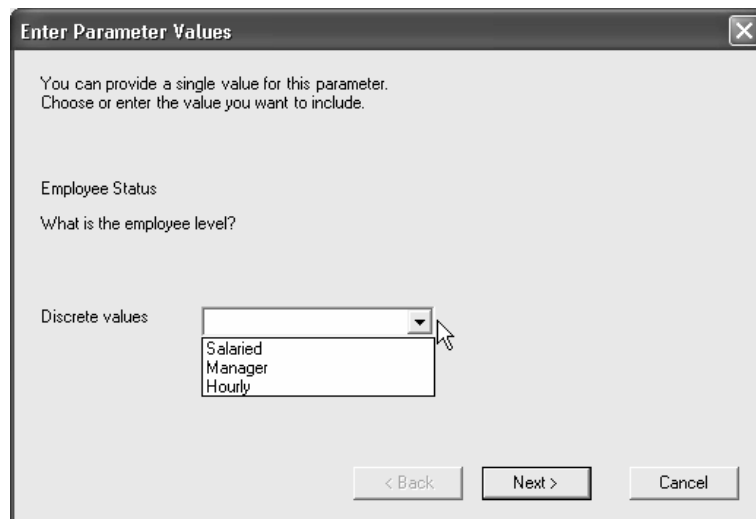 Enter Parameter Values
You can provide a single value for this parameter.
Choose or enter the value you want to include.
Employee Status
What is the employee level?
Discrete values
Salaried
Manager
Hourly
< Back Next > Cancel